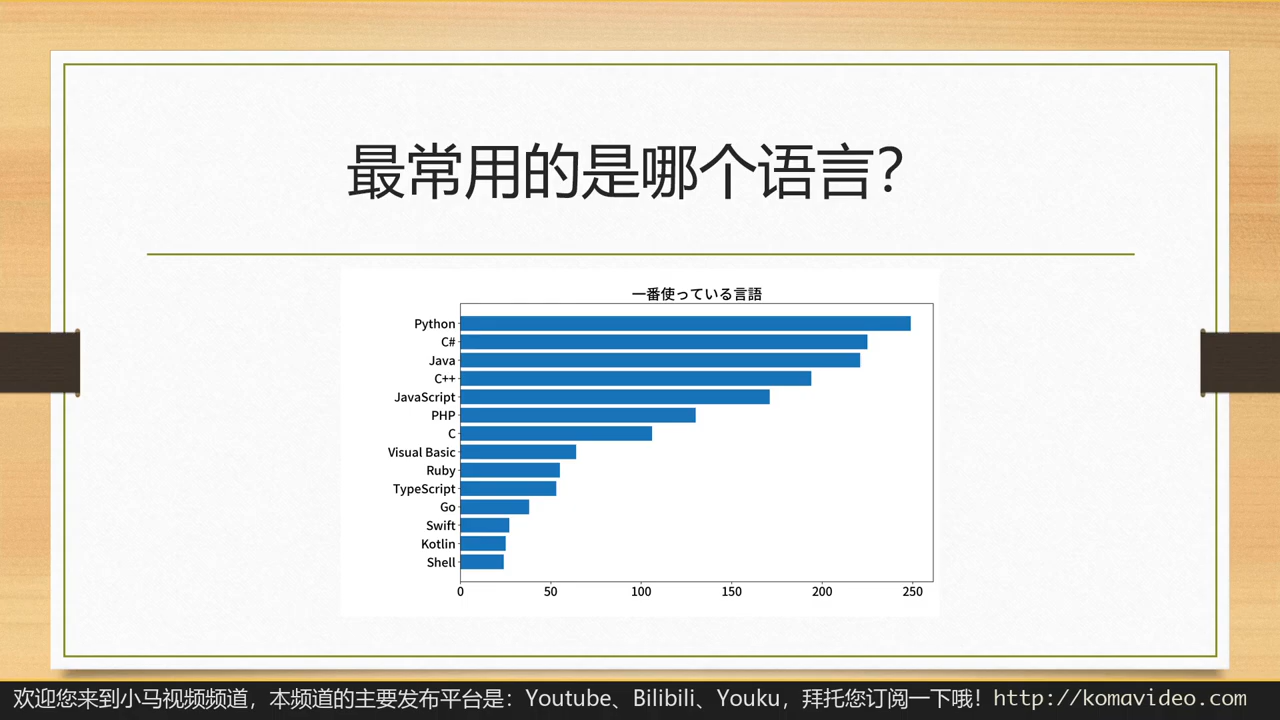 最常用的是哪个语言？
一番使っている言語
Python
C#
Java
C++
JavaScript
PHP
C
Visual Basic
Ruby
TypeScript
Go
Swift
Kotlin
Shell
0 50 100 150 200 250
欢迎您来到小马视频频道，本频道的主要发布平台是：Youtube、Bilibili、Youku，拜托您订阅一下哦！http://komavideo.com